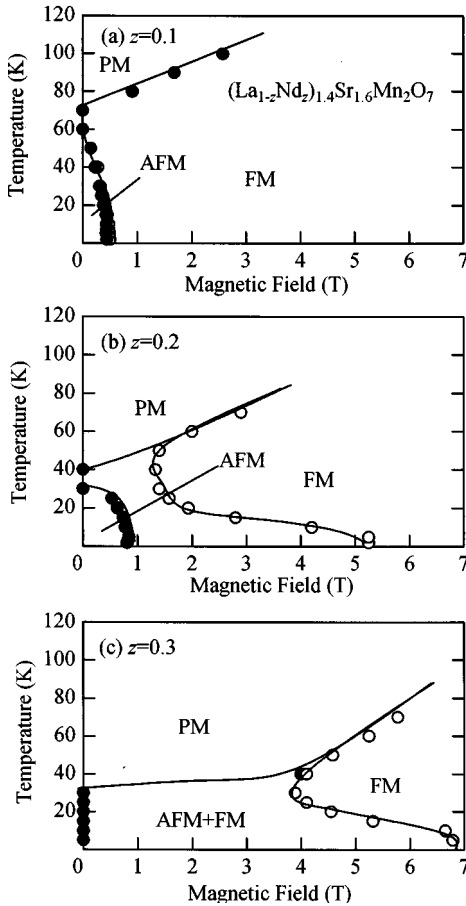 120
(a) z=0.1
100
PM
80
(La1-zNdz)1.4Sr1.6Mn2O7
60
40
AFM
FM
20
Temperature (K)
0 1 2 3 4 5 6 7
Magnetic Field (T)
120
(b) z=0.2
100
80
PM
60
40
AFM
FM
20
Temperature (K)
0 1 2 3 4 5 6 7
Magnetic Field (T)
120
(c) z=0.3
100
80
PM
60
40
FM
20
AFM+FM
Temperature (K)
0 1 2 3 4 5 6 7
Magnetic Field (T)